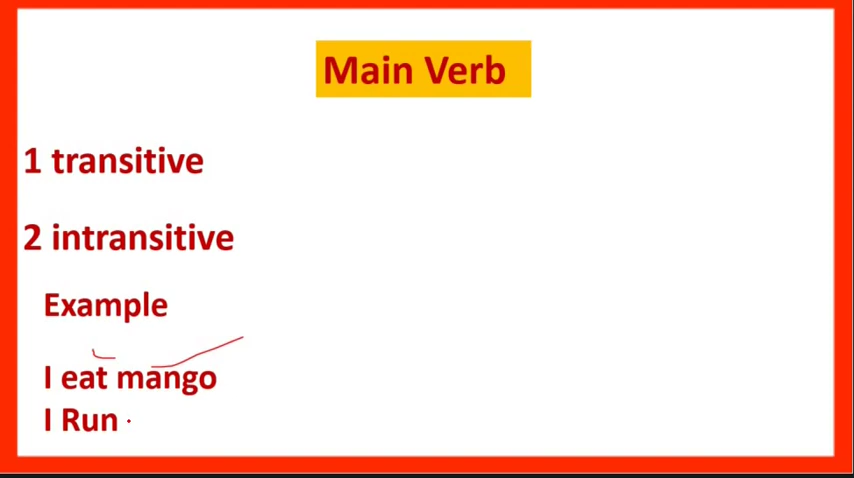 Main Verb
1 transitive
2 intransitive
Example
I eat mango
I Run